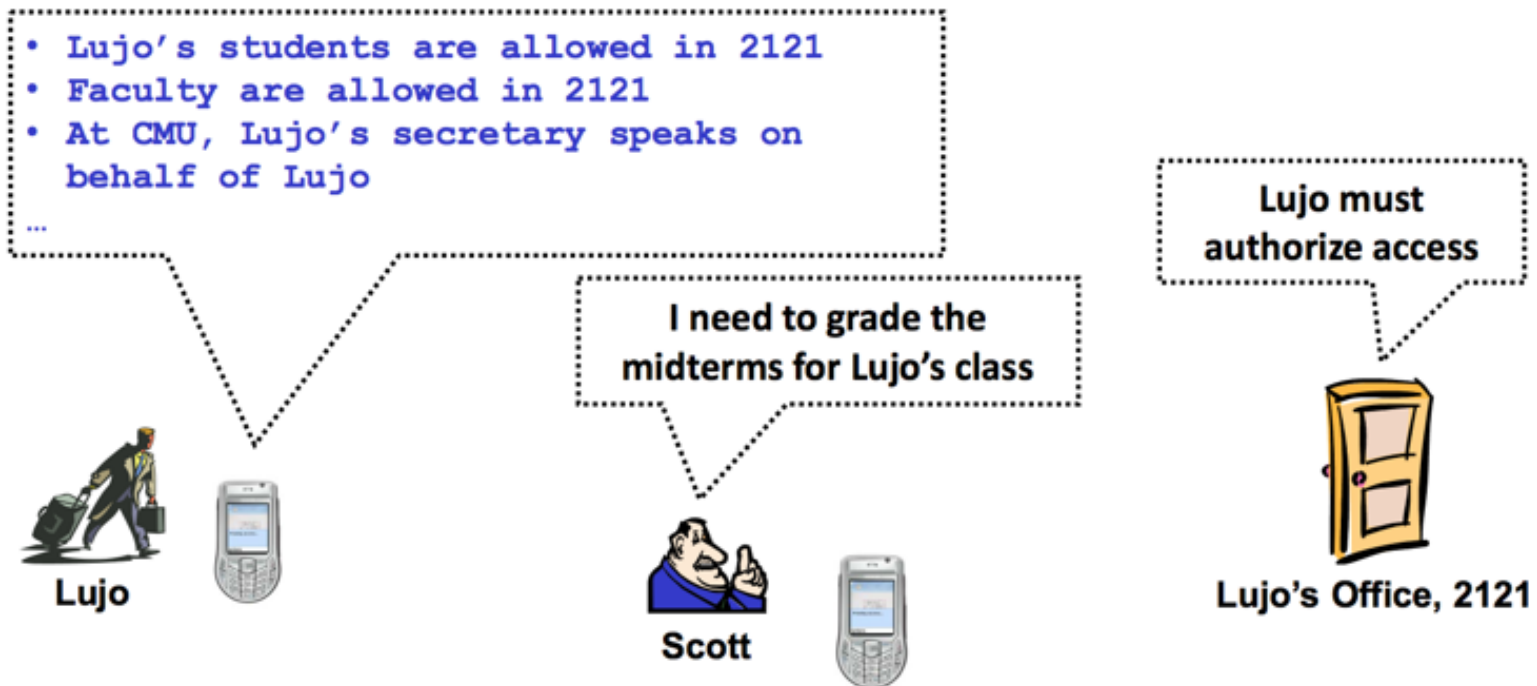 • Lujo’s students are allowed in 2121
• Faculty are allowed in 2121
• At CMU, Lujo’s secretary speaks on
behalf of Lujo
…
Lujo must
authorize access
I need to grade the
midterms for Lujo’s class
Lujo
Scott
Lujo’s Office, 2121